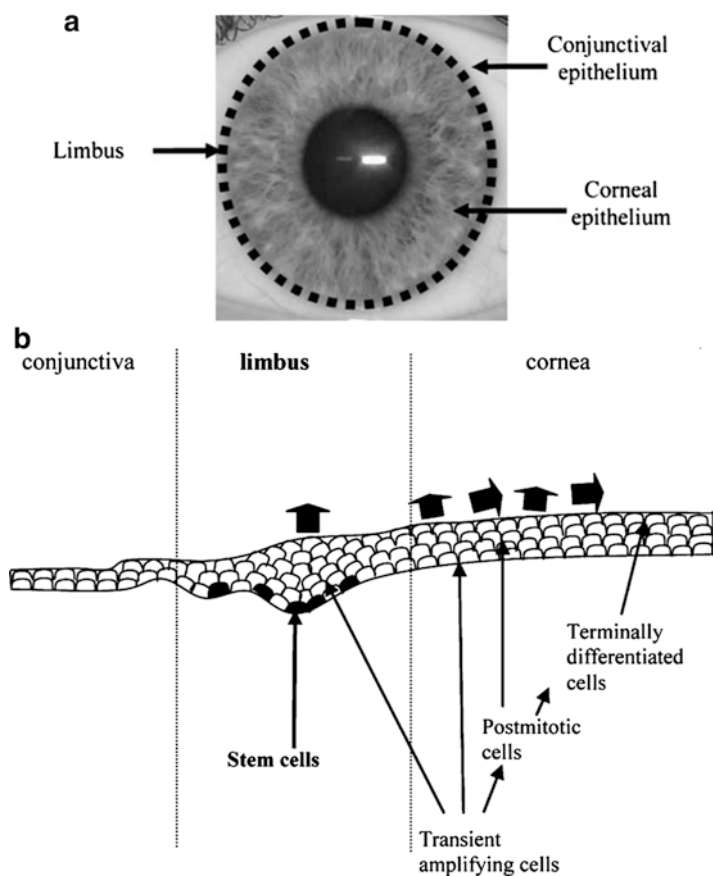 a
Conjunctival
epithelium
Limbus
Corneal
epithelium
b
conjunctiva
limbus
cornea
Terminally
differentiated
cells
Postmitotic
cells
Stem cells
Transient
amplifying cells